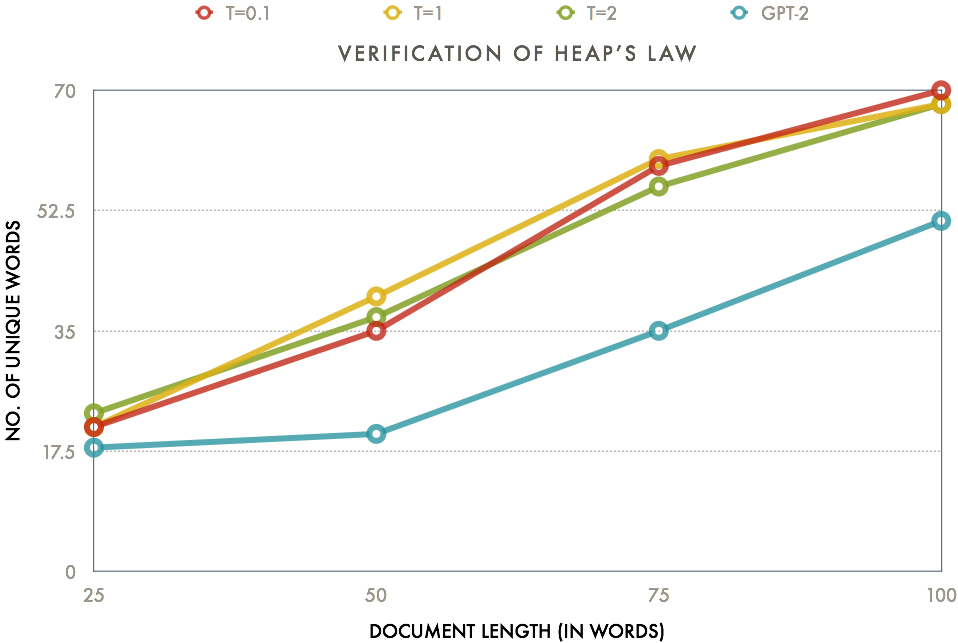 T=0.1 T=1 T=2 GPT-2
VERIFICATION OF HEAP'S LAW
70
52.5
35
17.5
0
NO. OF UNIQUE WORDS
25 50 75 100
DOCUMENT LENGTH (IN WORDS)